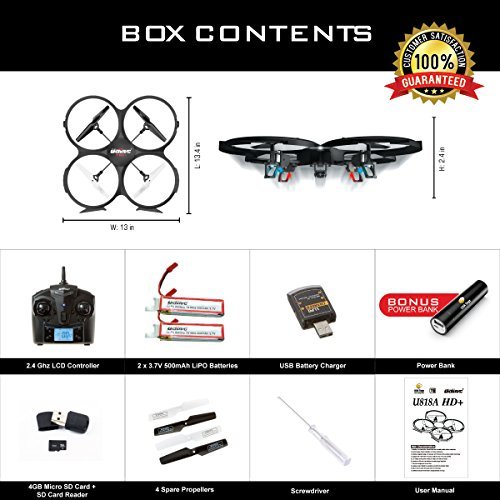 BOX CONTENTS
CUSTOMER SATISFACTION
100%
GUARANTEED
L: 13.4 in
W: 13 in
H: 2.4 in
BONUS
POWER BANK
2.4 Ghz LCD Controller
2 x 3.7V 500mAh LiPO Batteries
USB Battery Charger
Power Bank
U818A HD+
4GB Micro SD Card +
SD Card Reader
4 Spare Propellers
Screwdriver
User Manual